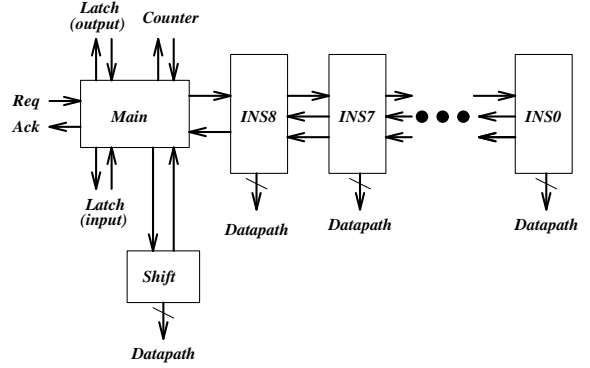 Latch
(output)
Counter
Req
Ack
Main
INS8
INS7
INS0
Latch
(input)
Datapath
Datapath
Datapath
Shift
Datapath